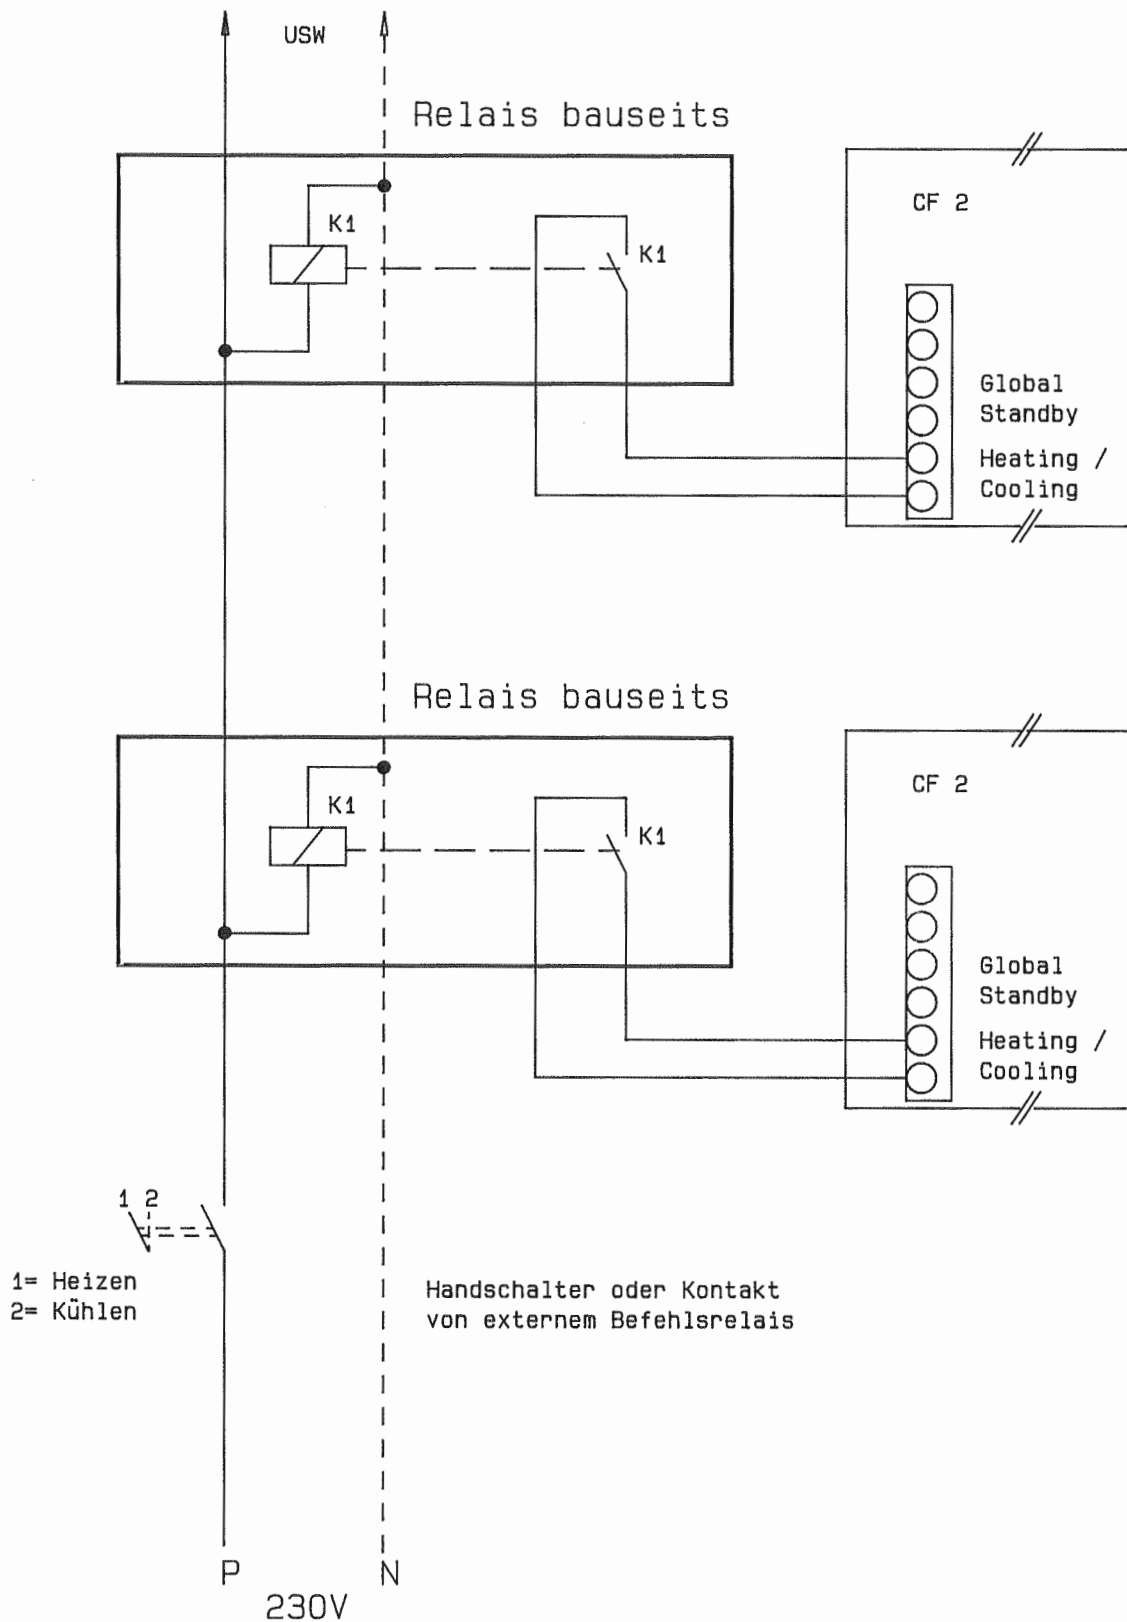 USW
Relais bauseits
K1
K1
CF 2
Global
Standby
Heating /
Cooling
Relais bauseits
K1
K1
CF 2
Global
Standby
Heating /
Cooling
1 2
1= Heizen
2= Kühlen
Handschalter oder Kontakt
von externem Befehlsrelais
P N
230V